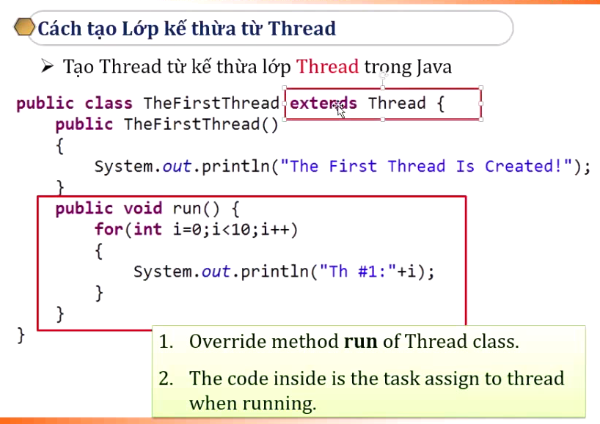 Cách tạo Lớp kế thừa từ Thread
➢ Tạo Thread từ kế thừa lớp Thread trong Java
public class TheFirstThread extends Thread {
public TheFirstThread()
{
System.out.println("The First Thread Is Created!");
}
public void run() {
for(int i=0;i<10;i++)
{
System.out.println("Th #1:"+i);
}
}
}
1. Override method run of Thread class.
2. The code inside is the task assign to thread
when running.